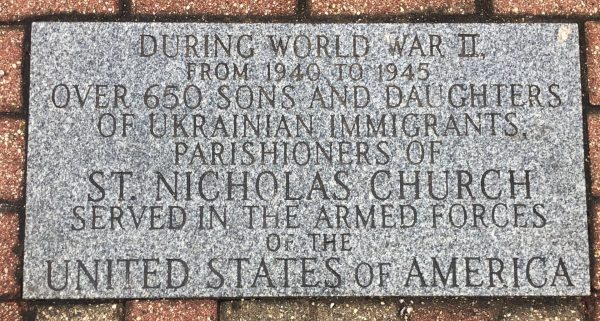 DURING WORLD WAR II,
FROM 1940 TO 1945
OVER 650 SONS AND DAUGHTERS
OF UKRAINIAN IMMIGRANTS,
PARISHIONERS OF
ST. NICHOLAS CHURCH
SERVED IN THE ARMED FORCES
OF THE
UNITED STATES OF AMERICA